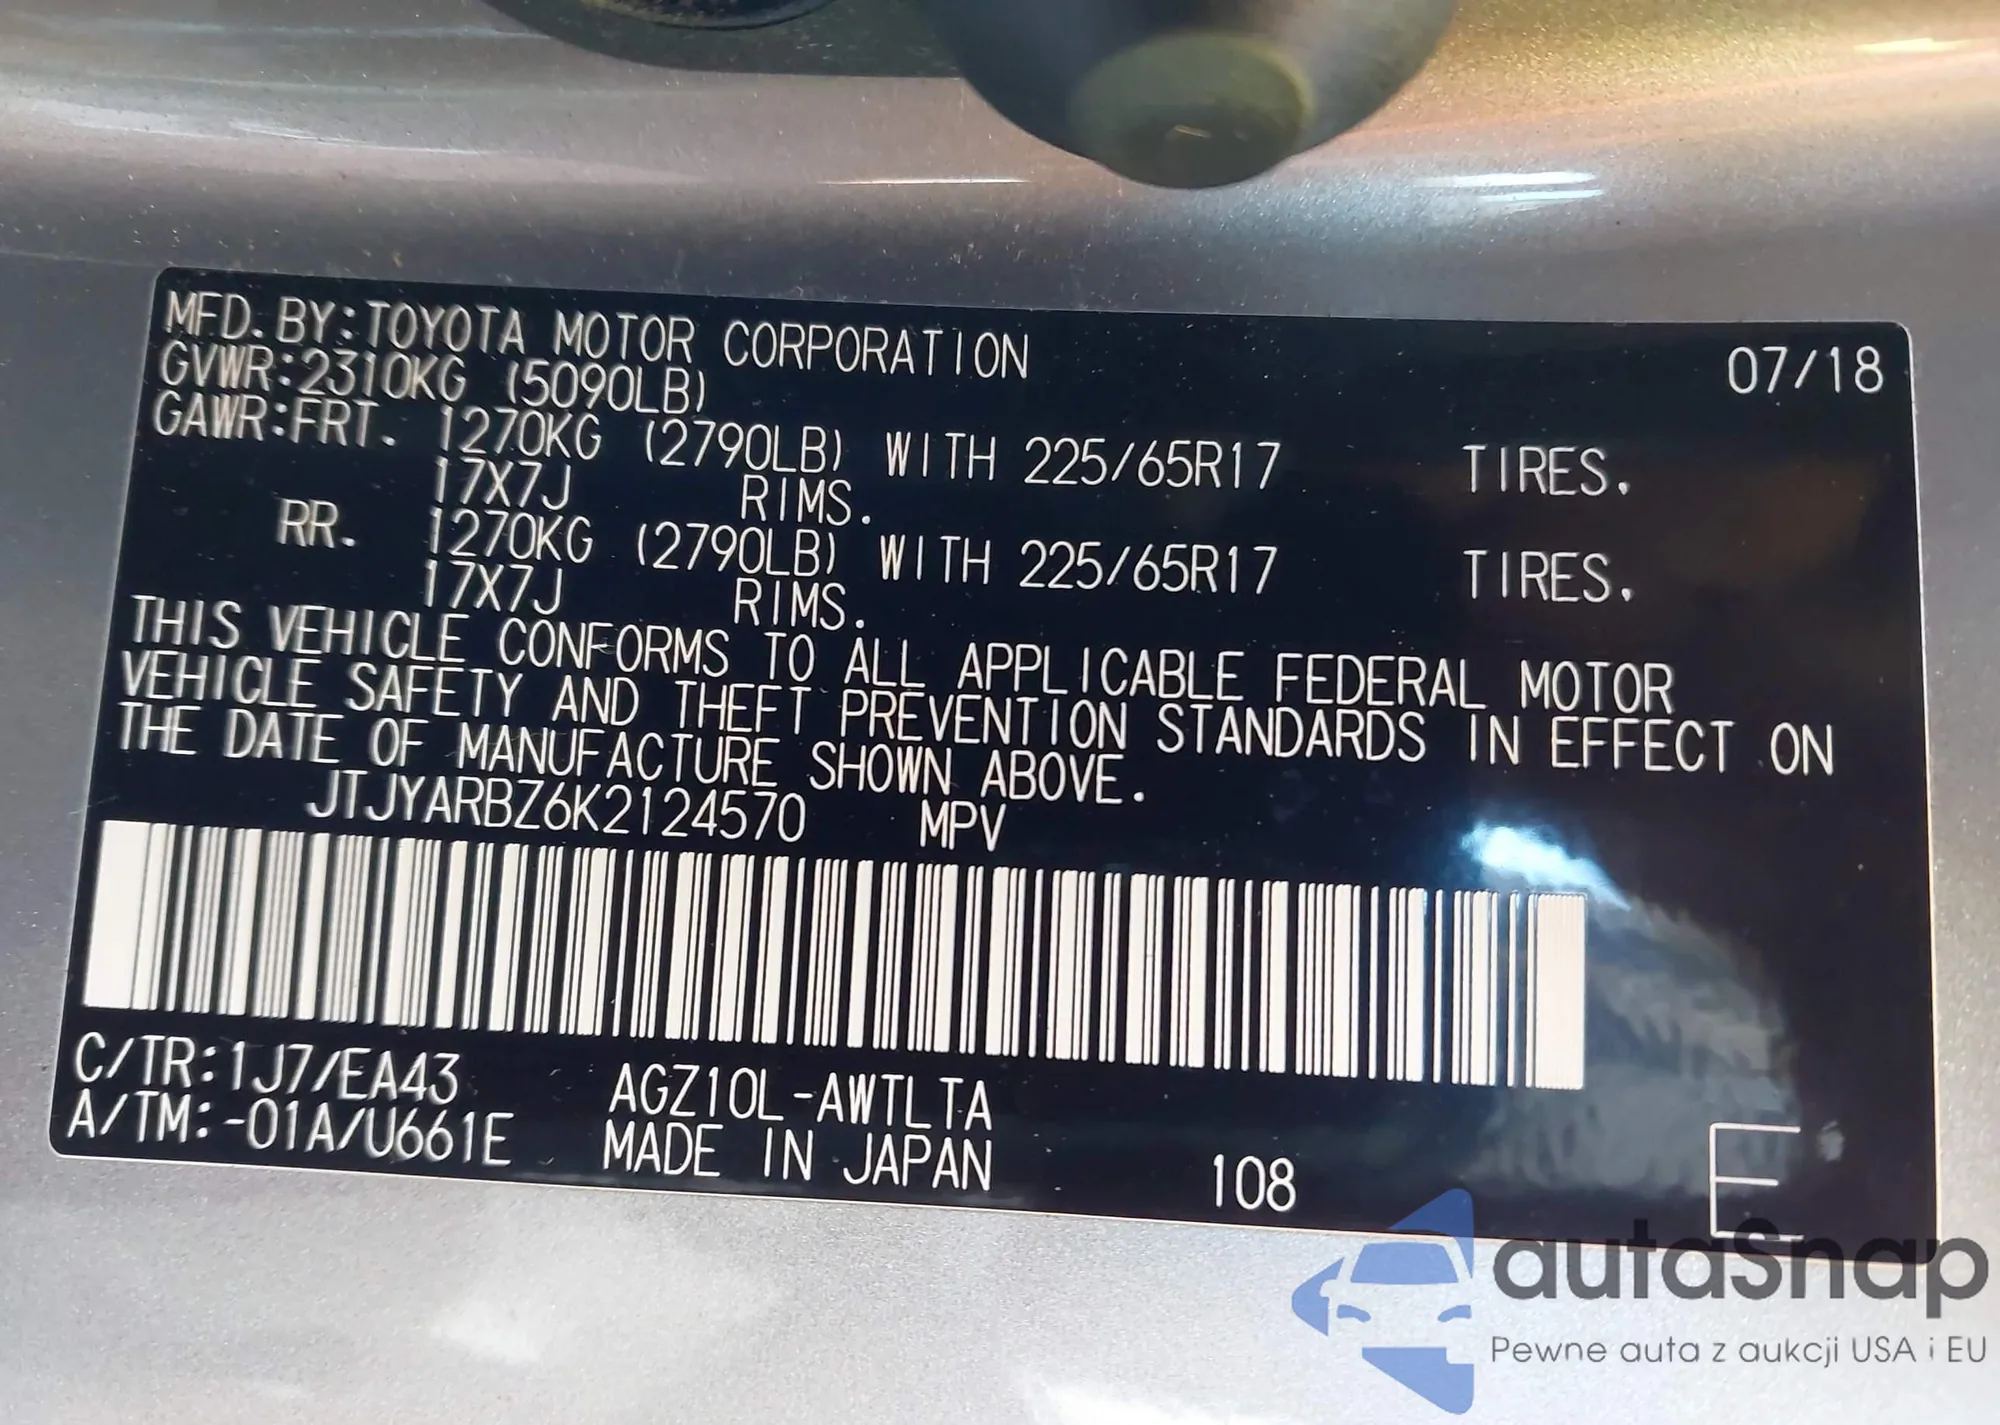 MFD. BY:TOYOTA MOTOR CORPORATION 07/18
GVWR:2310KG (5090LB)
GAWR:FRT. 1270KG (2790LB) WITH 225/65R17 TIRES.
17X7J RIMS.
RR. 1270KG (2790LB) WITH 225/65R17 TIRES.
17X7J RIMS.
THIS VEHICLE CONFORMS TO ALL APPLICABLE FEDERAL MOTOR
VEHICLE SAFETY AND THEFT PREVENTION STANDARDS IN EFFECT ON
THE DATE OF MANUFACTURE SHOWN ABOVE.
JTJYARBZ6K2124570 MPV
C/TR:1J7/EA43 AGZ10L-AWTLTA
A/TM:-01A/U661E MADE IN JAPAN 108 E
autaSnap
Pewne auta z aukcji USA i EU